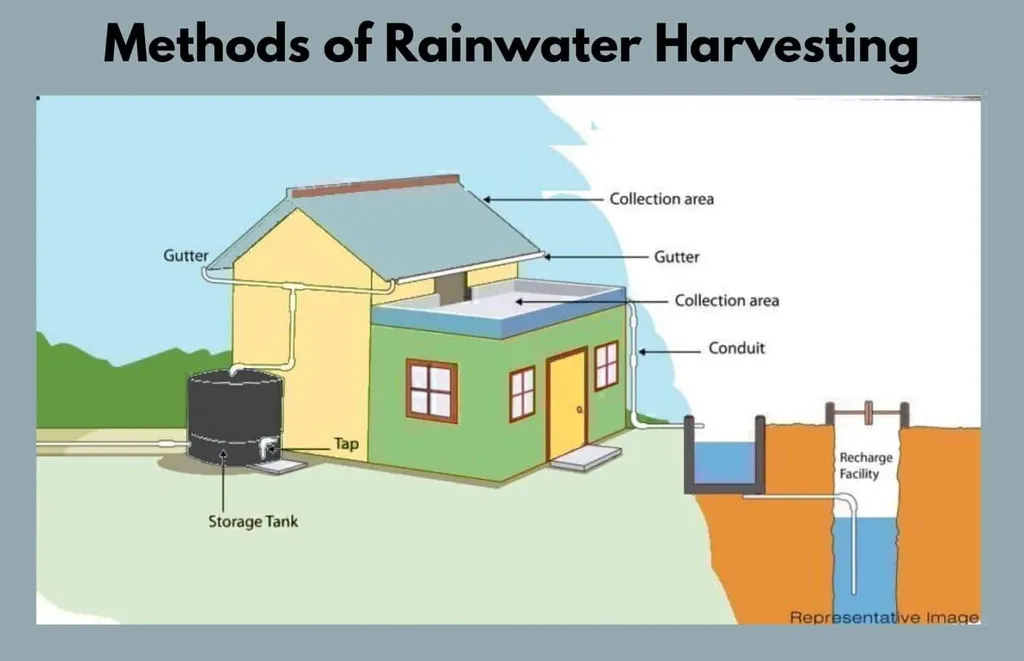 Methods of Rainwater Harvesting
Collection area
Gutter
Gutter
Collection area
Conduit
Tap
Recharge
Facility
Storage Tank
Representative Image